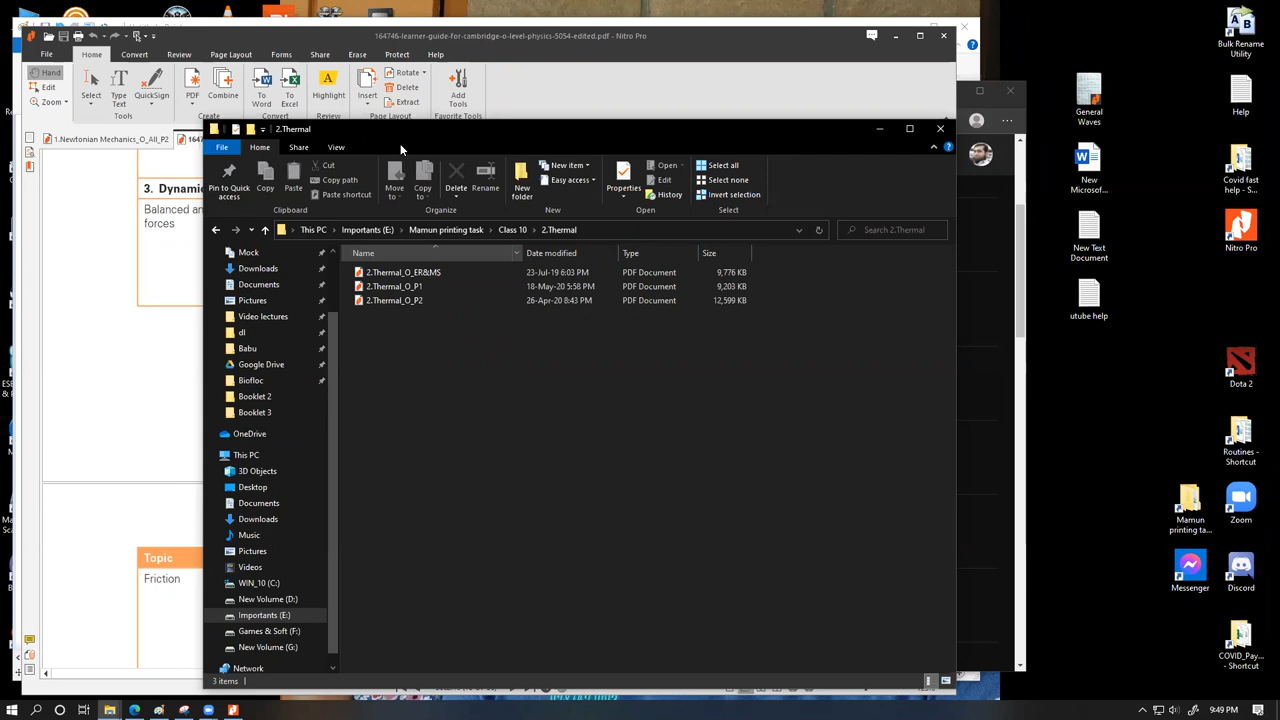 164746-learner-guide-for-cambridge-o-level-physics-5054-edited.pdf - Nitro Pro
File Home Convert Review Page Layout Forms Share Erase Protect Help
Hand
Edit
Zoom
Select
Type Text
QuickSign
Tools
PDF
Combine
Create
To Word
To Excel
Convert
Highlight
Review
Insert
Rotate
Delete
Extract
Page Layout
Add Tools
Favorite Tools
1.Newtonian Mechanics_O_All_P2
1647
3. Dynamic
Balanced an
forces
Topic
Friction
2.Thermal
File Home Share View
Pin to Quick access
Copy
Paste
Cut
Copy path
Paste shortcut
Clipboard
Move to
Copy to
Delete
Rename
Organize
New folder
New item
Easy access
New
Properties
Open
Edit
History
Open
Select all
Select none
Invert selection
Select
This PC Importants (E:) Mamun printing task Class 10 2.Thermal
Search 2.Thermal
Name Date modified Type Size
2.Thermal_O_ER&MS 23-Jul-19 6:03 PM PDF Document 9,776 KB
2.Thermal_O_P1 18-May-20 5:58 PM PDF Document 9,203 KB
2.Thermal_O_P2 26-Apr-20 8:43 PM PDF Document 12,599 KB
Mock
Downloads
Documents
Pictures
Video lectures
dl
Babu
Google Drive
Biofloc
Booklet 2
Booklet 3
OneDrive
This PC
3D Objects
Desktop
Documents
Downloads
Music
Pictures
Videos
WIN_10 (C:)
New Volume (D:)
Importants (E:)
Games & Soft (F:)
New Volume (G:)
Network
3 items
General Waves
New Microsof...
New Text Document
utube help
Bulk Rename Utility
Help
Covid fast help - S...
Nitro Pro
Dota 2
Routines - Shortcut
Mamun printing ta...
Zoom
Messenger
Discord
COVID_Pay... - Shortcut
9:49 PM